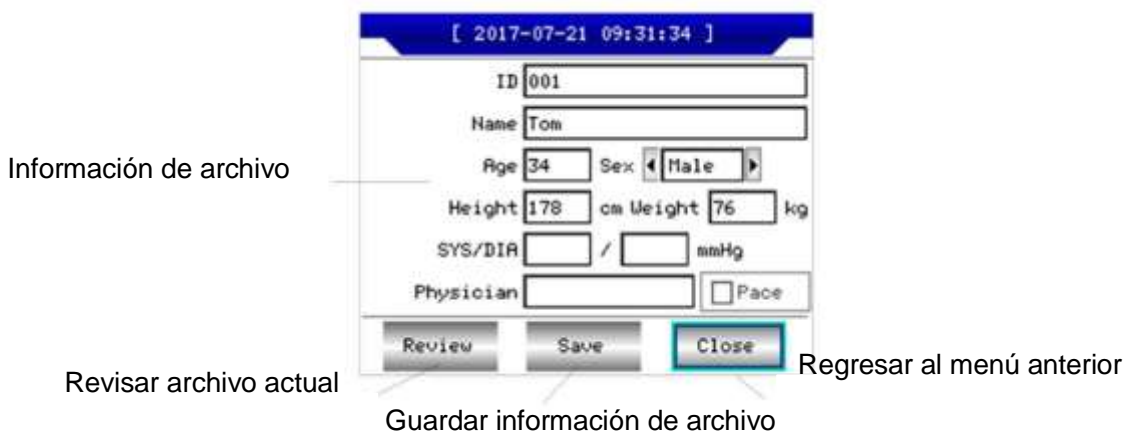 [ 2017-07-21 09:31:34 ]
ID 001
Name Tom
Información de archivo
Age 34 Sex Male
Height 178 cm Weight 76 kg
SYS/DIA / mmHg
Physician Pace
Review Save Close
Regresar al menú anterior
Revisar archivo actual
Guardar información de archivo